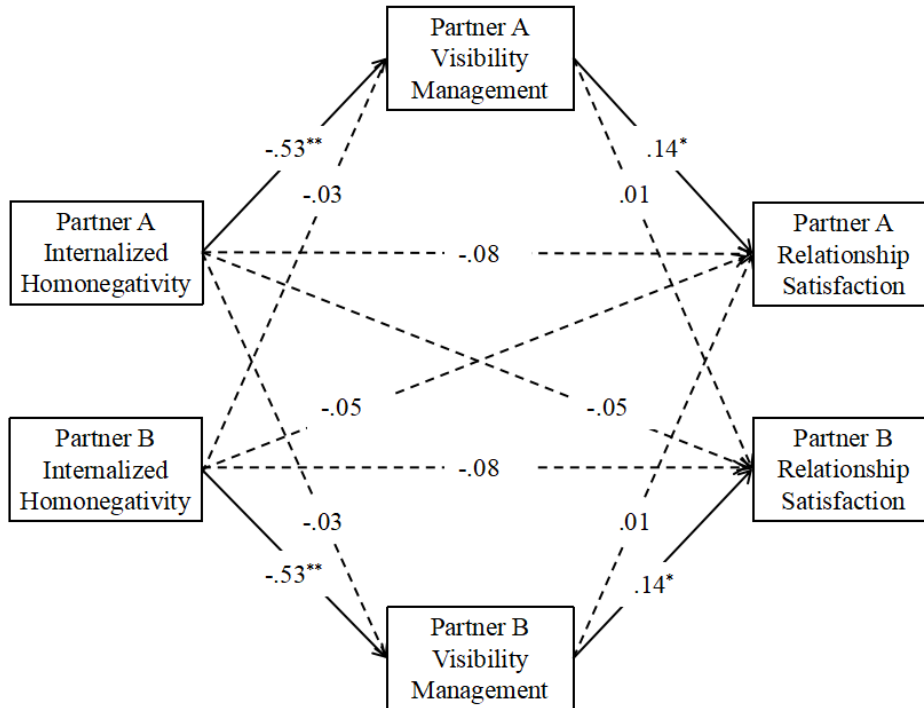 Partner A
Visibility
Management
-.53**
.14*
-.03
.01
Partner A
Internalized
Homonegativity
-.08
Partner A
Relationship
Satisfaction
-.05
-.05
Partner B
Internalized
Homonegativity
-.08
Partner B
Relationship
Satisfaction
-.03
.01
-.53**
.14*
Partner B
Visibility
Management